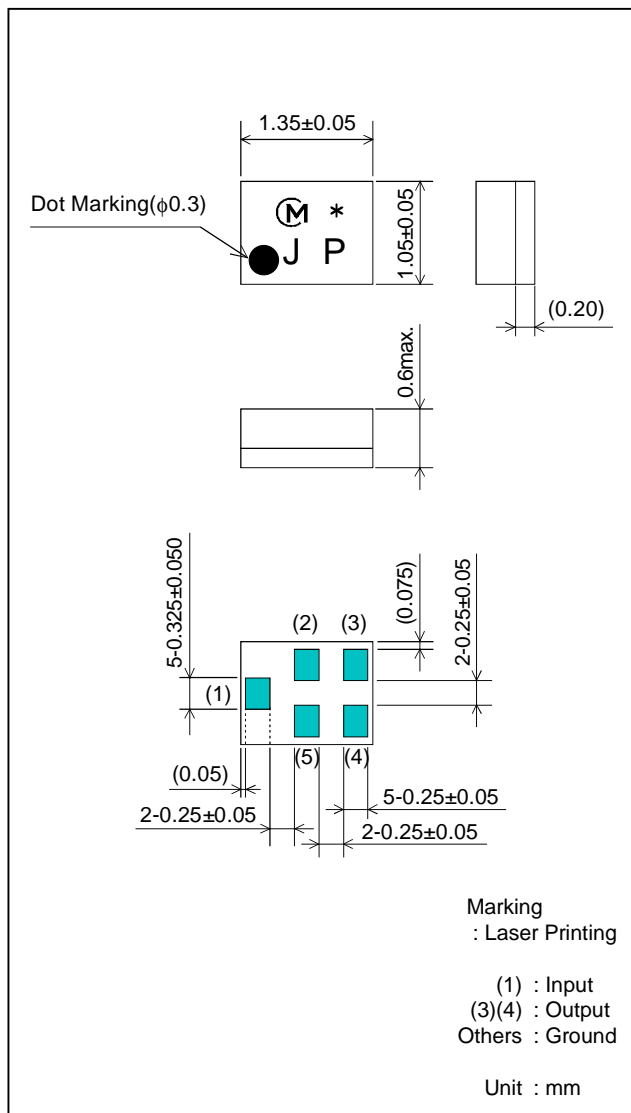 1.35±0.05
Dot Marking(ϕ0.3)
M *
J P
1.05±0.05
(0.20)
0.6max.
5-0.325±0.050
(0.075)
2-0.25±0.05
(2) (3)
(1)
(5) (4)
(0.05)
5-0.25±0.05
2-0.25±0.05
2-0.25±0.05
Marking
: Laser Printing
(1) : Input
(3)(4) : Output
Others : Ground
Unit : mm